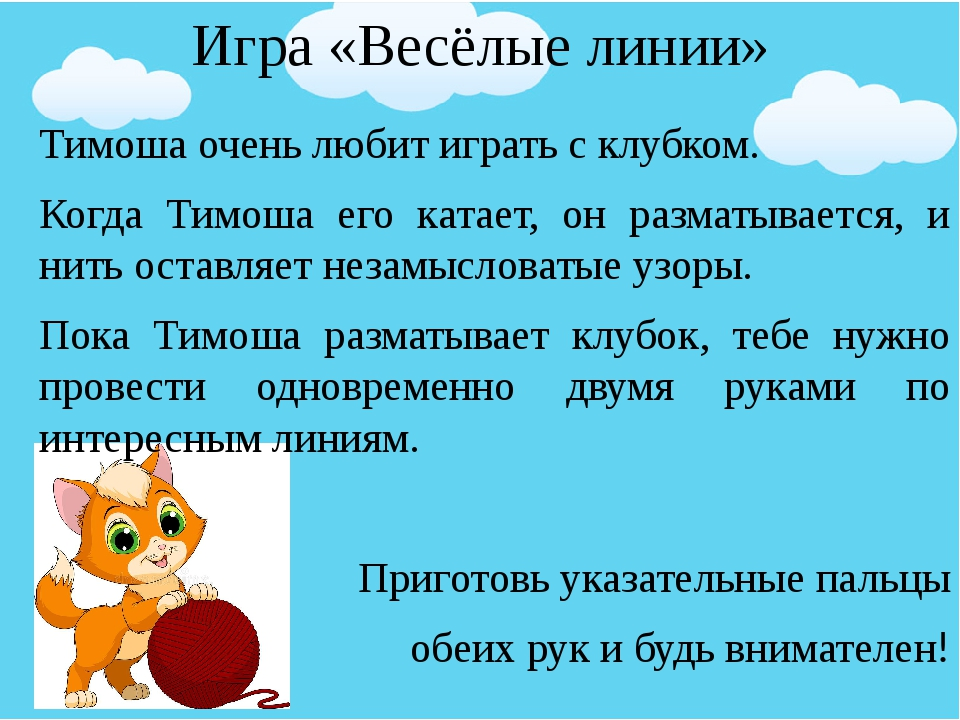 Игра «Весёлые линии»
Тимоша очень любит играть с клубком.
Когда Тимоша его катает, он разматывается, и
нить оставляет незамысловатые узоры.
Пока Тимоша разматывает клубок, тебе нужно
провести одновременно двумя руками по
интересным линиям.
Приготовь указательные пальцы
обеих рук и будь внимателен!